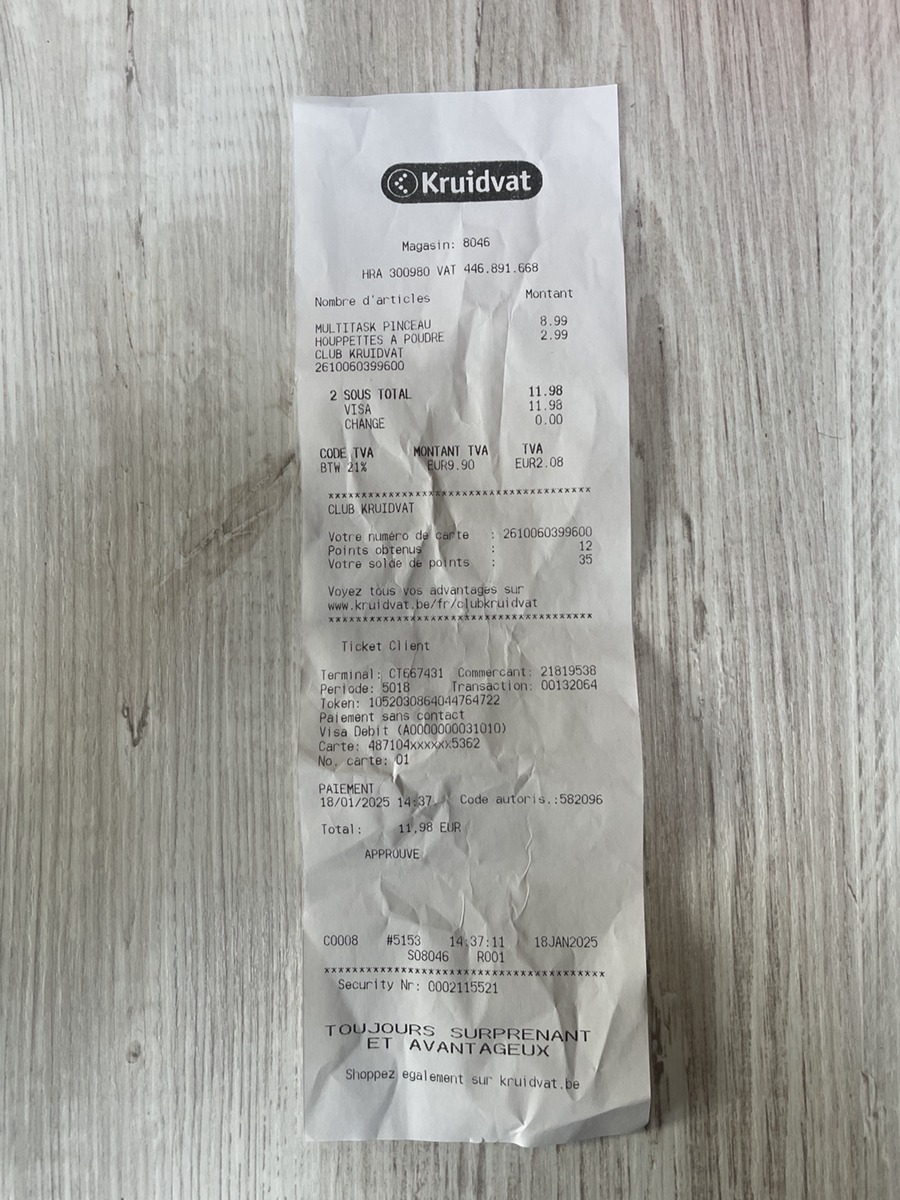 Kruidvat
Magasin: 8046
HRA 300980 VAT 446.891.668
Nombre d'articles Montant
MULTITASK PINCEAU 8.99
HOUPPETTES A POUDRE 2.99
CLUB KRUIDVAT
2610060399600
2 SOUS TOTAL 11.98
VISA 11.98
CHANGE 0.00
CODE TVA MONTANT TVA TVA
BTW 21% EUR9.90 EUR2.08
****************************************
CLUB KRUIDVAT
Votre numéro de carte : 2610060399600
Points obtenus : 12
Votre solde de points : 35
Voyez tous vos advantages sur
www.kruidvat.be/fr/clubkruidvat
****************************************
Ticket Client
Terminal: CT667431 Commercant: 21819538
Periode: 5018 Transaction: 00132064
Token: 1052030864044764722
Paiement sans contact
Visa Debit (A0000000031010)
Carte: 487104xxxxxx5362
No. carte: 01
PAIEMENT
18/01/2025 14:37 Code autoris.:582096
Total: 11,98 EUR
APPROUVE
C0008 #5153 14:37:11 18JAN2025
S08046 R001
****************************************
Security Nr: 0002115521
TOUJOURS SURPRENANT
ET AVANTAGEUX
Shoppez egalement sur kruidvat.be